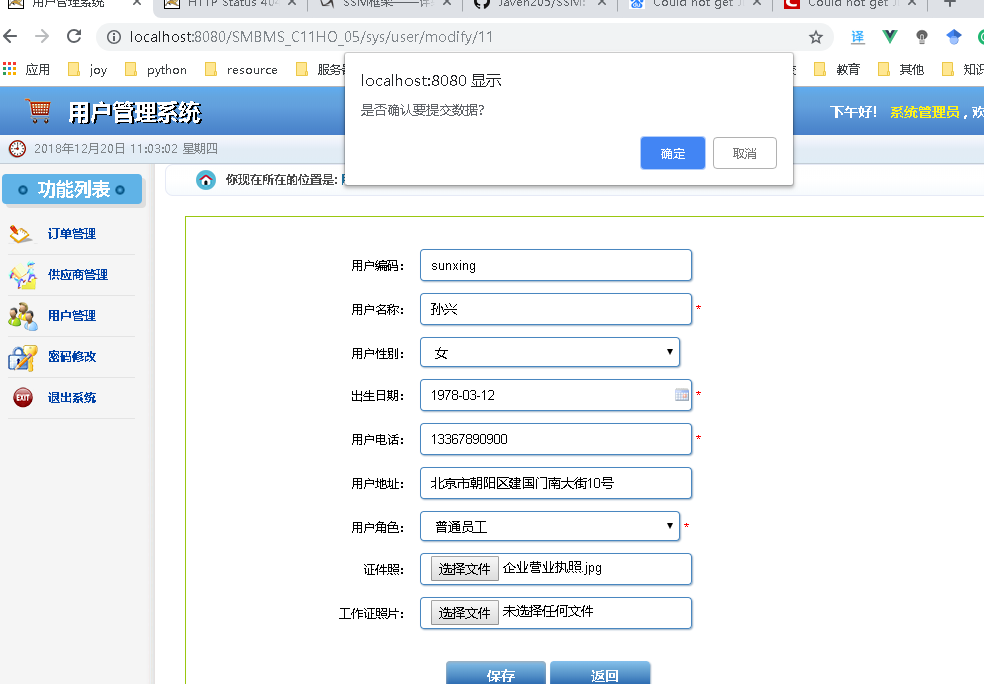 用户管理系统 HTTP Status 404 SSM框架 Javen205/SSM Could not get J Could not get J
localhost:8080/SMBMS_C11HO_05/sys/user/modify/11
应用 joy python resource 服务 教育 其他 知识
localhost:8080 显示
是否确认要提交数据?
确定 取消
用户管理系统 下午好! 系统管理员 , 欢
2018年12月20日 11:03:02 星期四
你现在所在的位置是:
功能列表
订单管理
供应商管理
用户管理
密码修改
退出系统
用户编码: sunxing
用户名称: 孙兴 *
用户性别: 女
出生日期: 1978-03-12 *
用户电话: 13367890900 *
用户地址: 北京市朝阳区建国门南大街10号
用户角色: 普通员工 *
证件照: 选择文件 企业营业执照.jpg
工作证照片: 选择文件 未选择任何文件
保存 返回